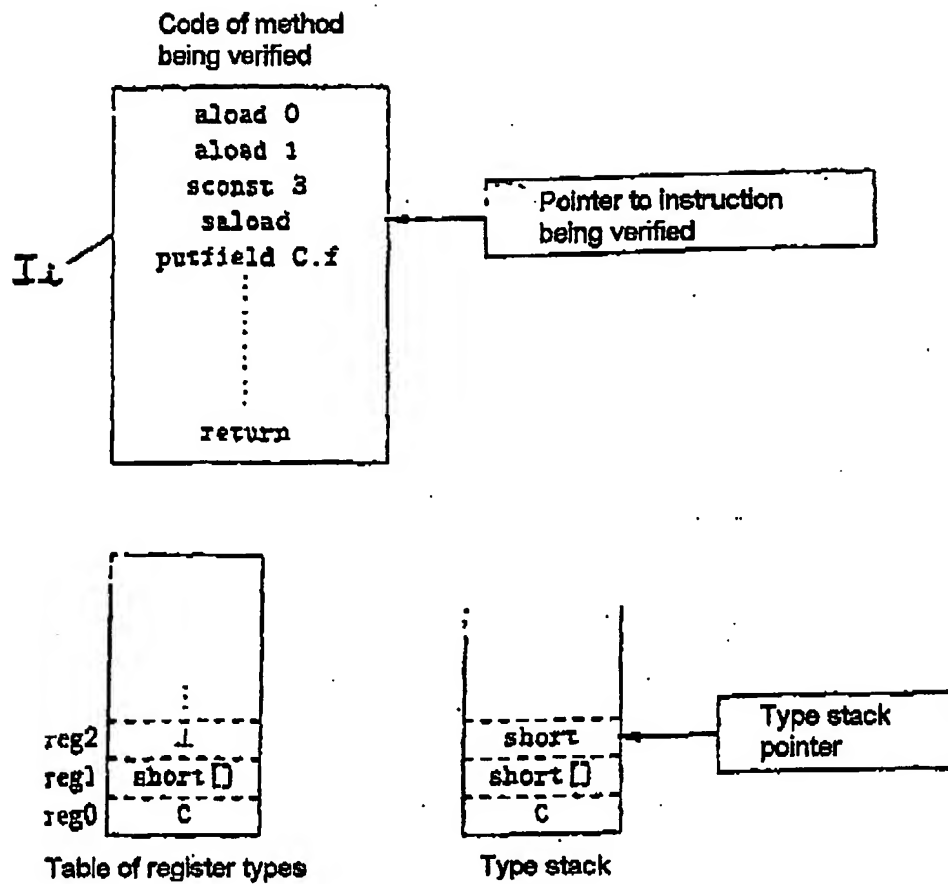 Code of method
being verified
aload 0
aload 1
sconst 3
saload
putfield C.f
return
Ii
Pointer to instruction
being verified
reg2 ⊥
reg1 short[]
reg0 C
Table of register types
short
short[]
C
Type stack
Type stack
pointer